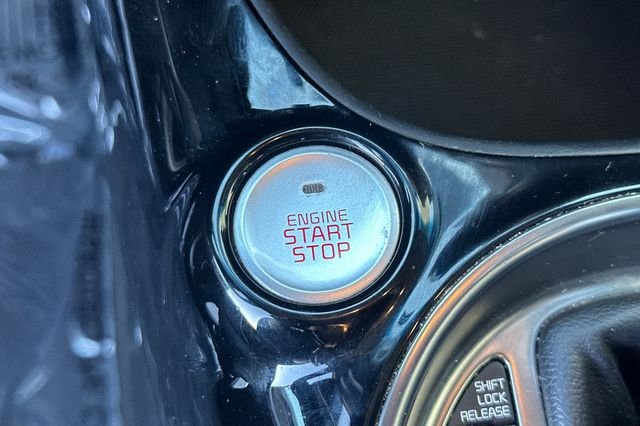 ENGINE
START
STOP
SHIFT
LOCK
RELEASE